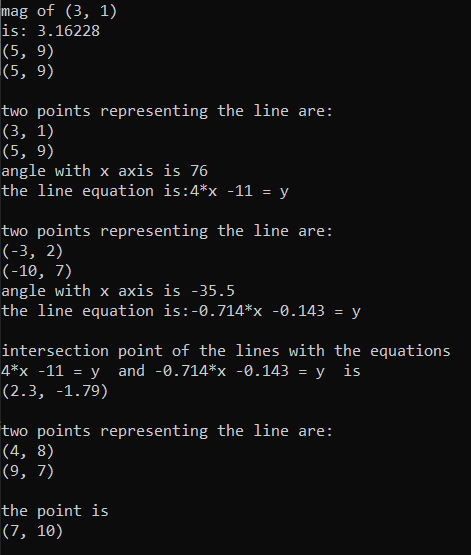 mag of (3, 1)
is: 3.16228
(5, 9)
(5, 9)
two points representing the line are:
(3, 1)
(5, 9)
angle with x axis is 76
the line equation is:4*x -11 = y
two points representing the line are:
(-3, 2)
(-10, 7)
angle with x axis is -35.5
the line equation is:-0.714*x -0.143 = y
intersection point of the lines with the equations
4*x -11 = y  and -0.714*x -0.143 = y  is
(2.3, -1.79)
two points representing the line are:
(4, 8)
(9, 7)
the point is
(7, 10)